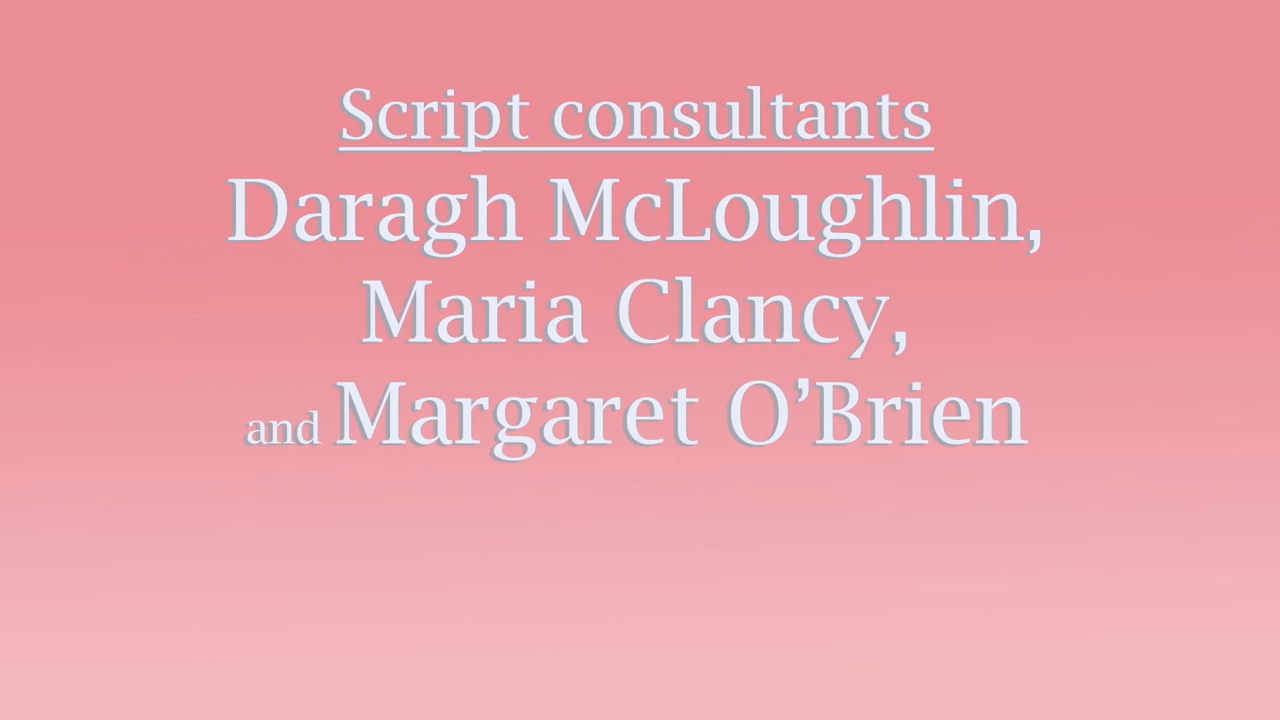 Script consultants
Daragh McLoughlin,
Maria Clancy,
and Margaret O’Brien